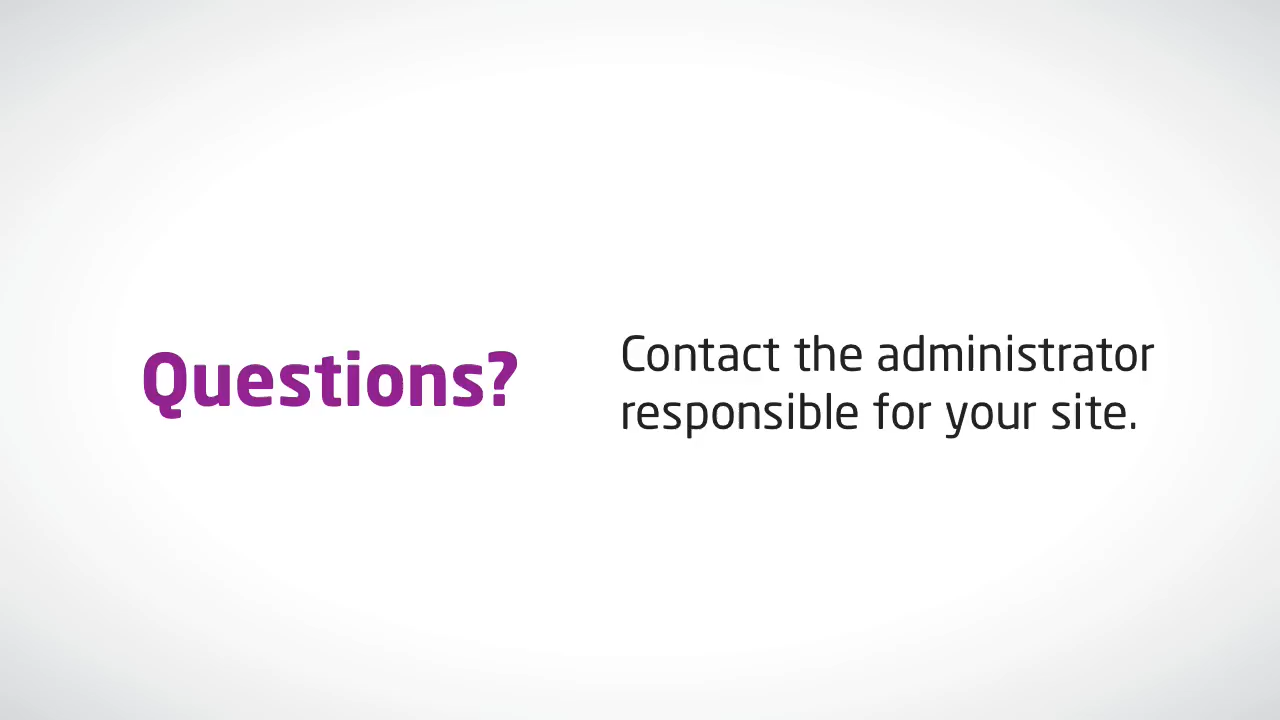 Questions?
Contact the administrator
responsible for your site.